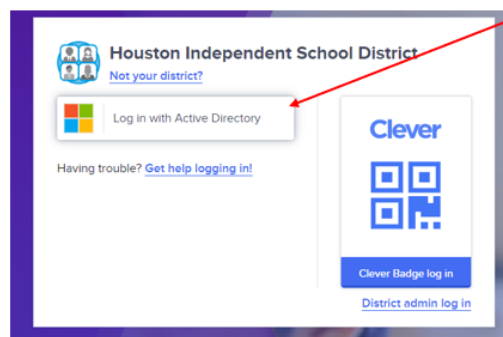 Houston Independent School District
Not your district?
Log in with Active Directory
Having trouble? Get help logging in!
Clever
Clever Badge log in
District admin log in